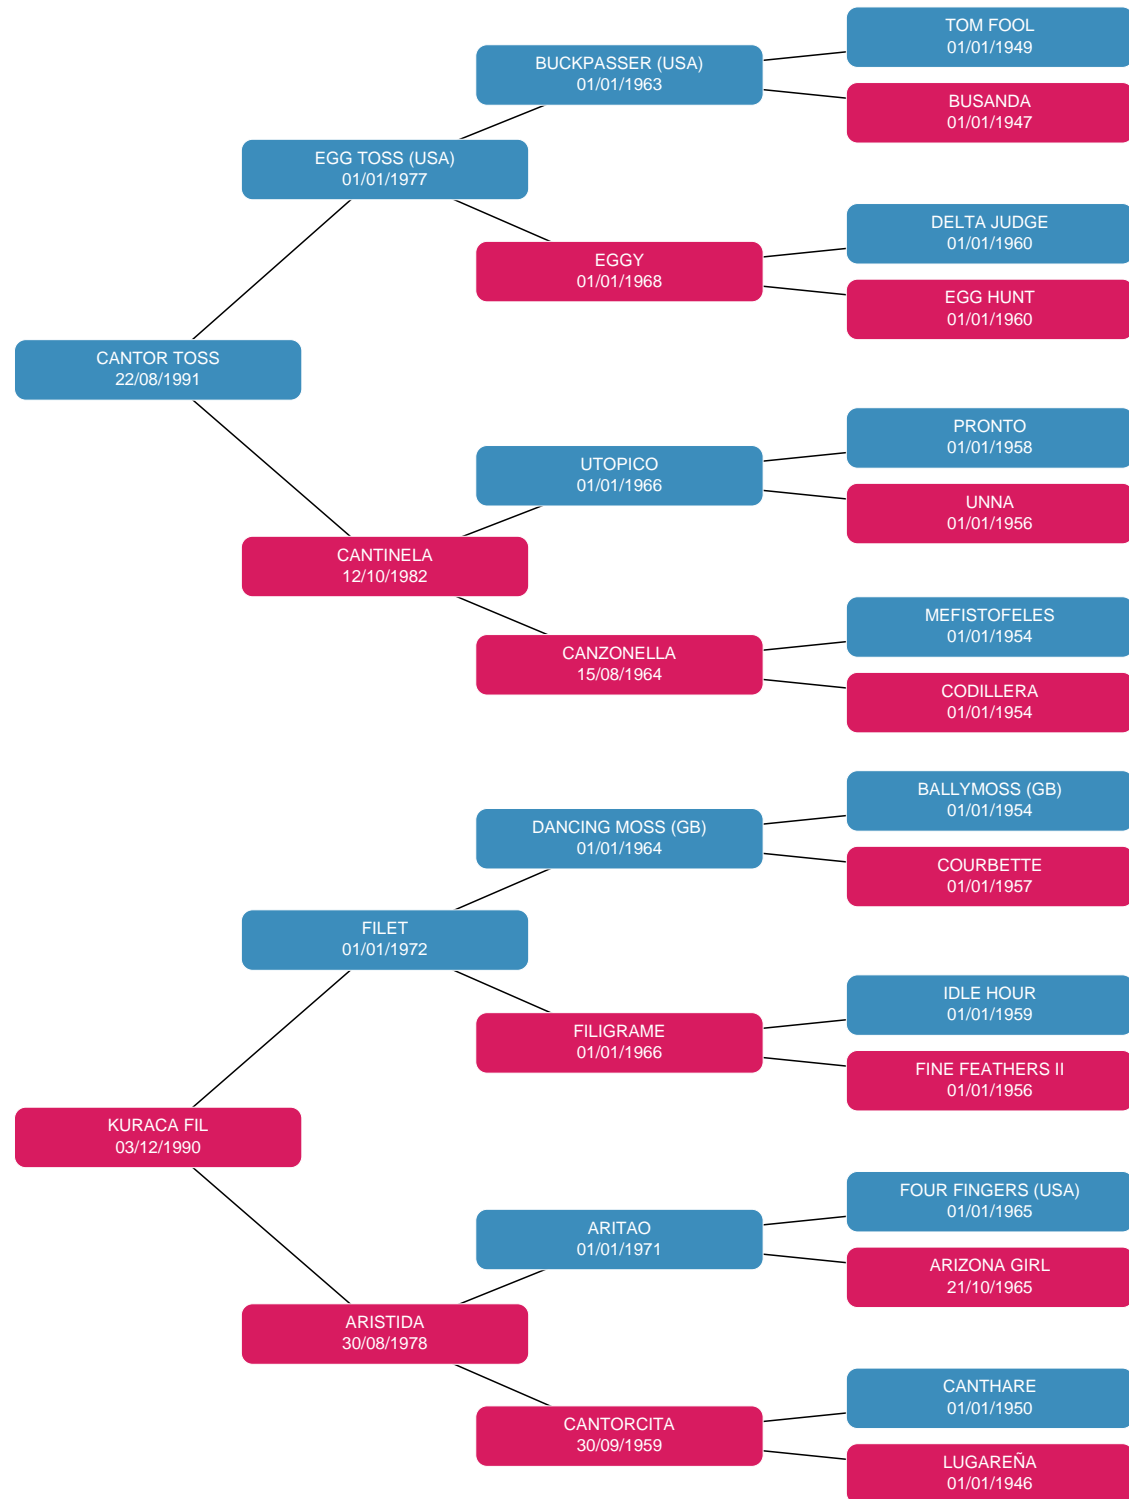 TOM FOOL
01/01/1949
BUCKPASSER (USA)
01/01/1963
BUSANDA
01/01/1947
EGG TOSS (USA)
01/01/1977
DELTA JUDGE
01/01/1960
EGGY
01/01/1968
EGG HUNT
01/01/1960
CANTOR TOSS
22/08/1991
PRONTO
01/01/1958
UTOPICO
01/01/1966
UNNA
01/01/1956
CANTINELA
12/10/1982
MEFISTOFELES
01/01/1954
CANZONELLA
15/08/1964
CODILLERA
01/01/1954
BALLYMOSS (GB)
01/01/1954
DANCING MOSS (GB)
01/01/1964
COURBETTE
01/01/1957
FILET
01/01/1972
IDLE HOUR
01/01/1959
FILIGRAME
01/01/1966
FINE FEATHERS II
01/01/1956
KURACA FIL
03/12/1990
FOUR FINGERS (USA)
01/01/1965
ARITAO
01/01/1971
ARIZONA GIRL
21/10/1965
ARISTIDA
30/08/1978
CANTHARE
01/01/1950
CANTORCITA
30/09/1959
LUGAREÑA
01/01/1946